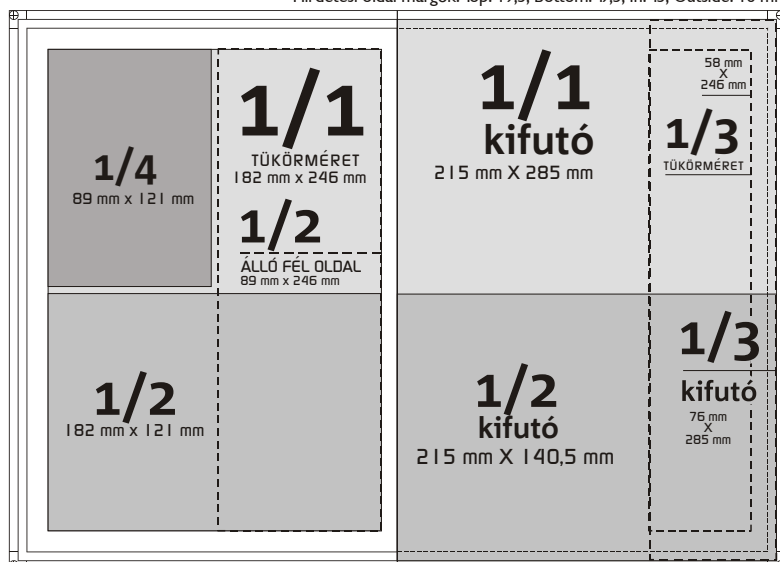 1/4
89 mm x 121 mm
1/1
TÜKÖRMÉRET
182 mm x 246 mm
1/2
ÁLLÓ FÉL OLDAL
89 mm x 246 mm
1/2
182 mm x 121 mm
1/1
kifutó
215 mm X 285 mm
58 mm
X
246 mm
1/3
TÜKÖRMÉRET
1/2
kifutó
215 mm X 140,5 mm
1/3
kifutó
76 mm
X
285 mm